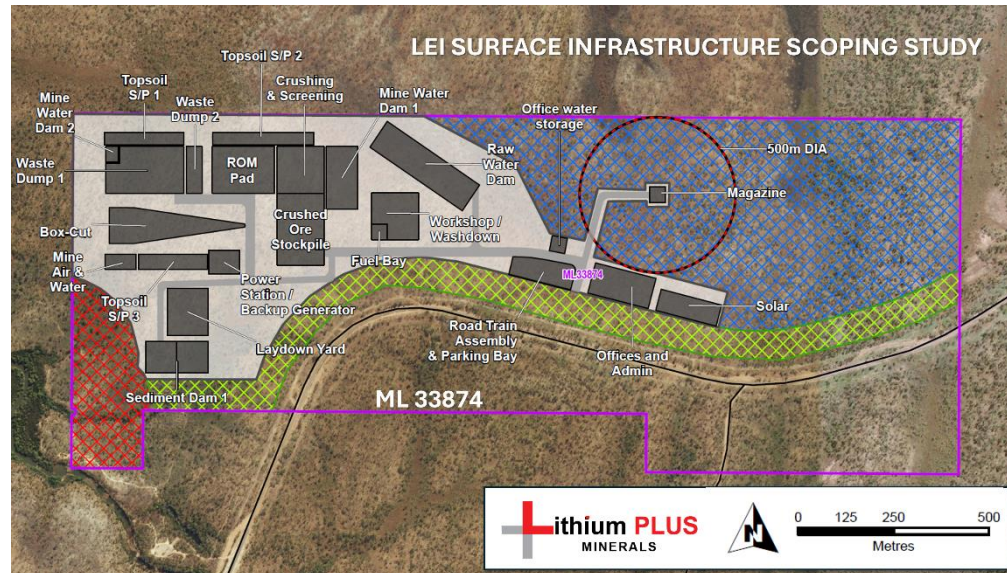 LEI SURFACE INFRASTRUCTURE SCOPING STUDY
Topsoil S/P 2
Topsoil
S/P 1
Crushing
& Screening
Mine
Water
Dam 2
Waste
Dump 2
Mine Water
Dam 1
Office water
storage
500m DIA
Waste
Dump 1
ROM
Pad
Raw
Water
Dam
Magazine
Box-Cut
Crushed
Ore
Stockpile
Workshop /
Washdown
Mine
Air &
Water
Fuel Bay
ML33874
Topsoil
S/P 3
Power
Station /
Backup Generator
Solar
Laydown Yard
Road Train
Assembly
& Parking Bay
Offices and
Admin
Sediment Dam 1
ML 33874
Lithium PLUS
MINERALS
N
0 125 250 500
Metres